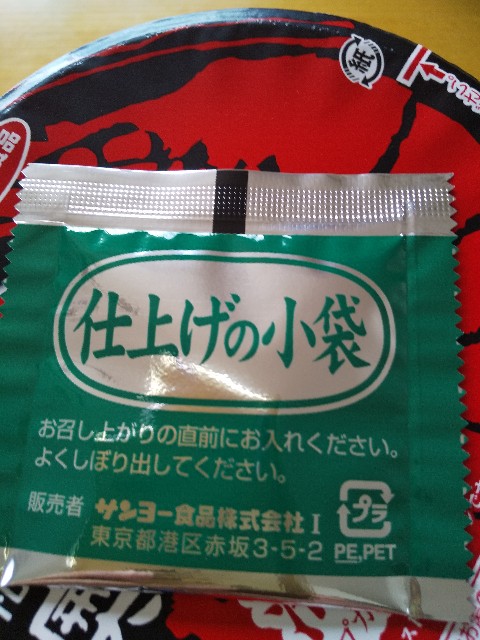 紙
仕上げの小袋
お召し上がりの直前にお入れください。
よくしぼり出してください。
販売者 サンヨー食品株式会社 I
東京都港区赤坂3-5-2
プラ
PE,PET